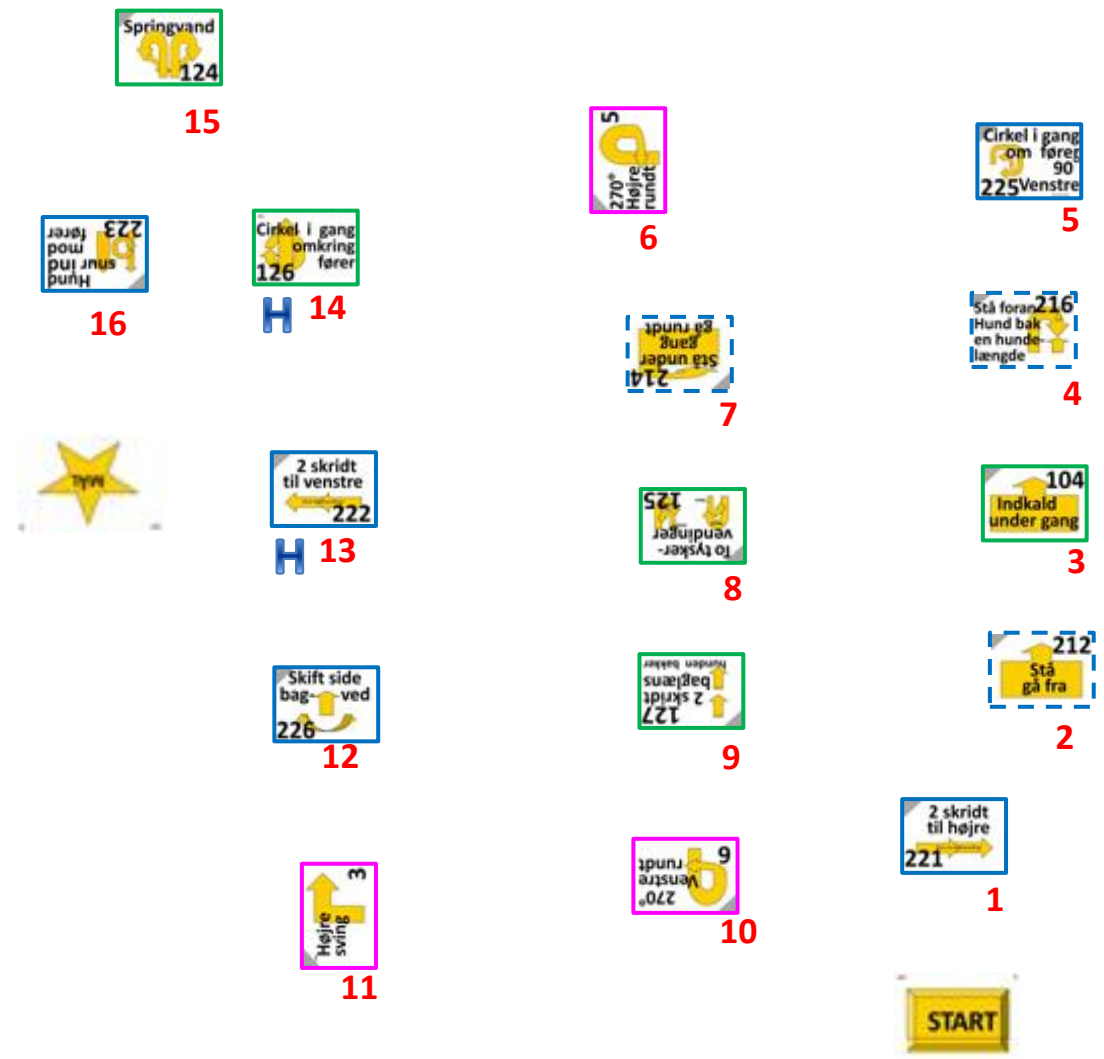 Springvand
124
15
5
270°
Højre
rundt
6
Cirkel i gang
om fører
90°
225 Venstre
5
223
Hund
snur ind
mod
fører
16
Cirkel i gang
omkring
fører
126
H 14
214
Stå under
gang
gå rundt
7
216
Stå foran
Hund bak
en hunde-
længde
4
MÅL
2 skridt
til venstre
222
H 13
125
To tysker-
vendinger
8
104
Indkald
under gang
3
Skift side
bag- ved
226
12
127
2 skridt
baglæns
hunden bakker
9
212
Stå
gå fra
2
3
Højre
sving
11
6
270°
Venstre
rundt
10
2 skridt
til højre
221
1
START